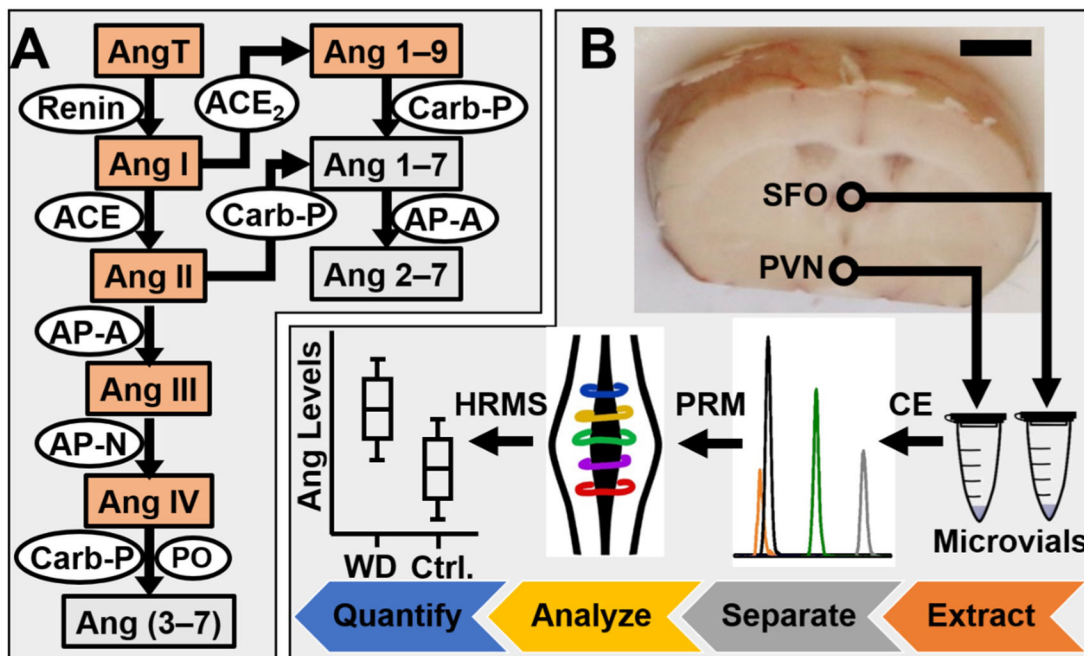 A
AngT
Renin
Ang I
ACE
Ang II
AP-A
Ang III
AP-N
Ang IV
Carb-P
PO
Ang (3–7)
ACE₂
Carb-P
Ang 1–9
Carb-P
Ang 1–7
AP-A
Ang 2–7
B
SFO
PVN
Microvials
CE
PRM
HRMS
Ang Levels
WD
Ctrl.
Quantify
Analyze
Separate
Extract